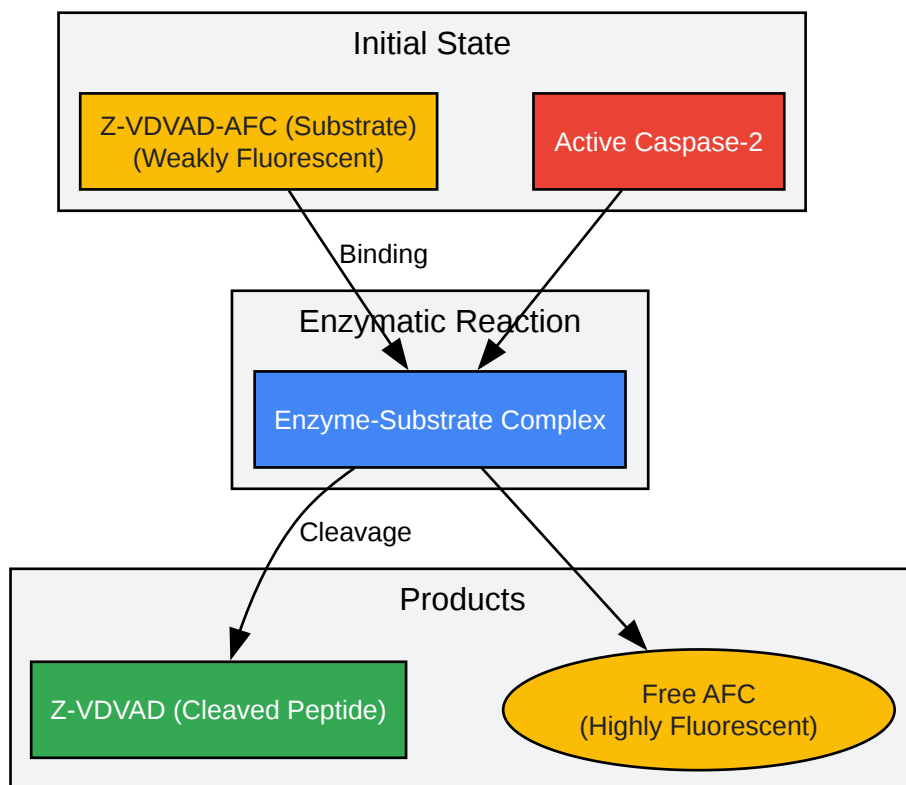 Initial State
Z-VDVAD-AFC (Substrate)
(Weakly Fluorescent)
Active Caspase-2
Binding
Enzymatic Reaction
Enzyme-Substrate Complex
Cleavage
Products
Z-VDVAD (Cleaved Peptide)
Free AFC
(Highly Fluorescent)